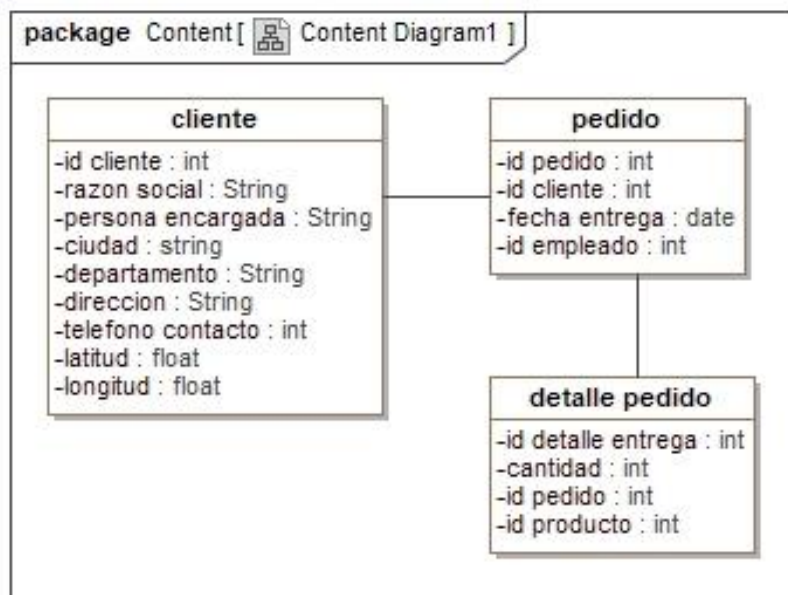 package Content[ Content Diagram1 ]
cliente
-id cliente : int
-razon social : String
-persona encargada : String
-ciudad : string
-departamento : String
-direccion : String
-telefono contacto : int
-latitud : float
-longitud : float
pedido
-id pedido : int
-id cliente : int
-fecha entrega : date
-id empleado : int
detalle pedido
-id detalle entrega : int
-cantidad : int
-id pedido : int
-id producto : int